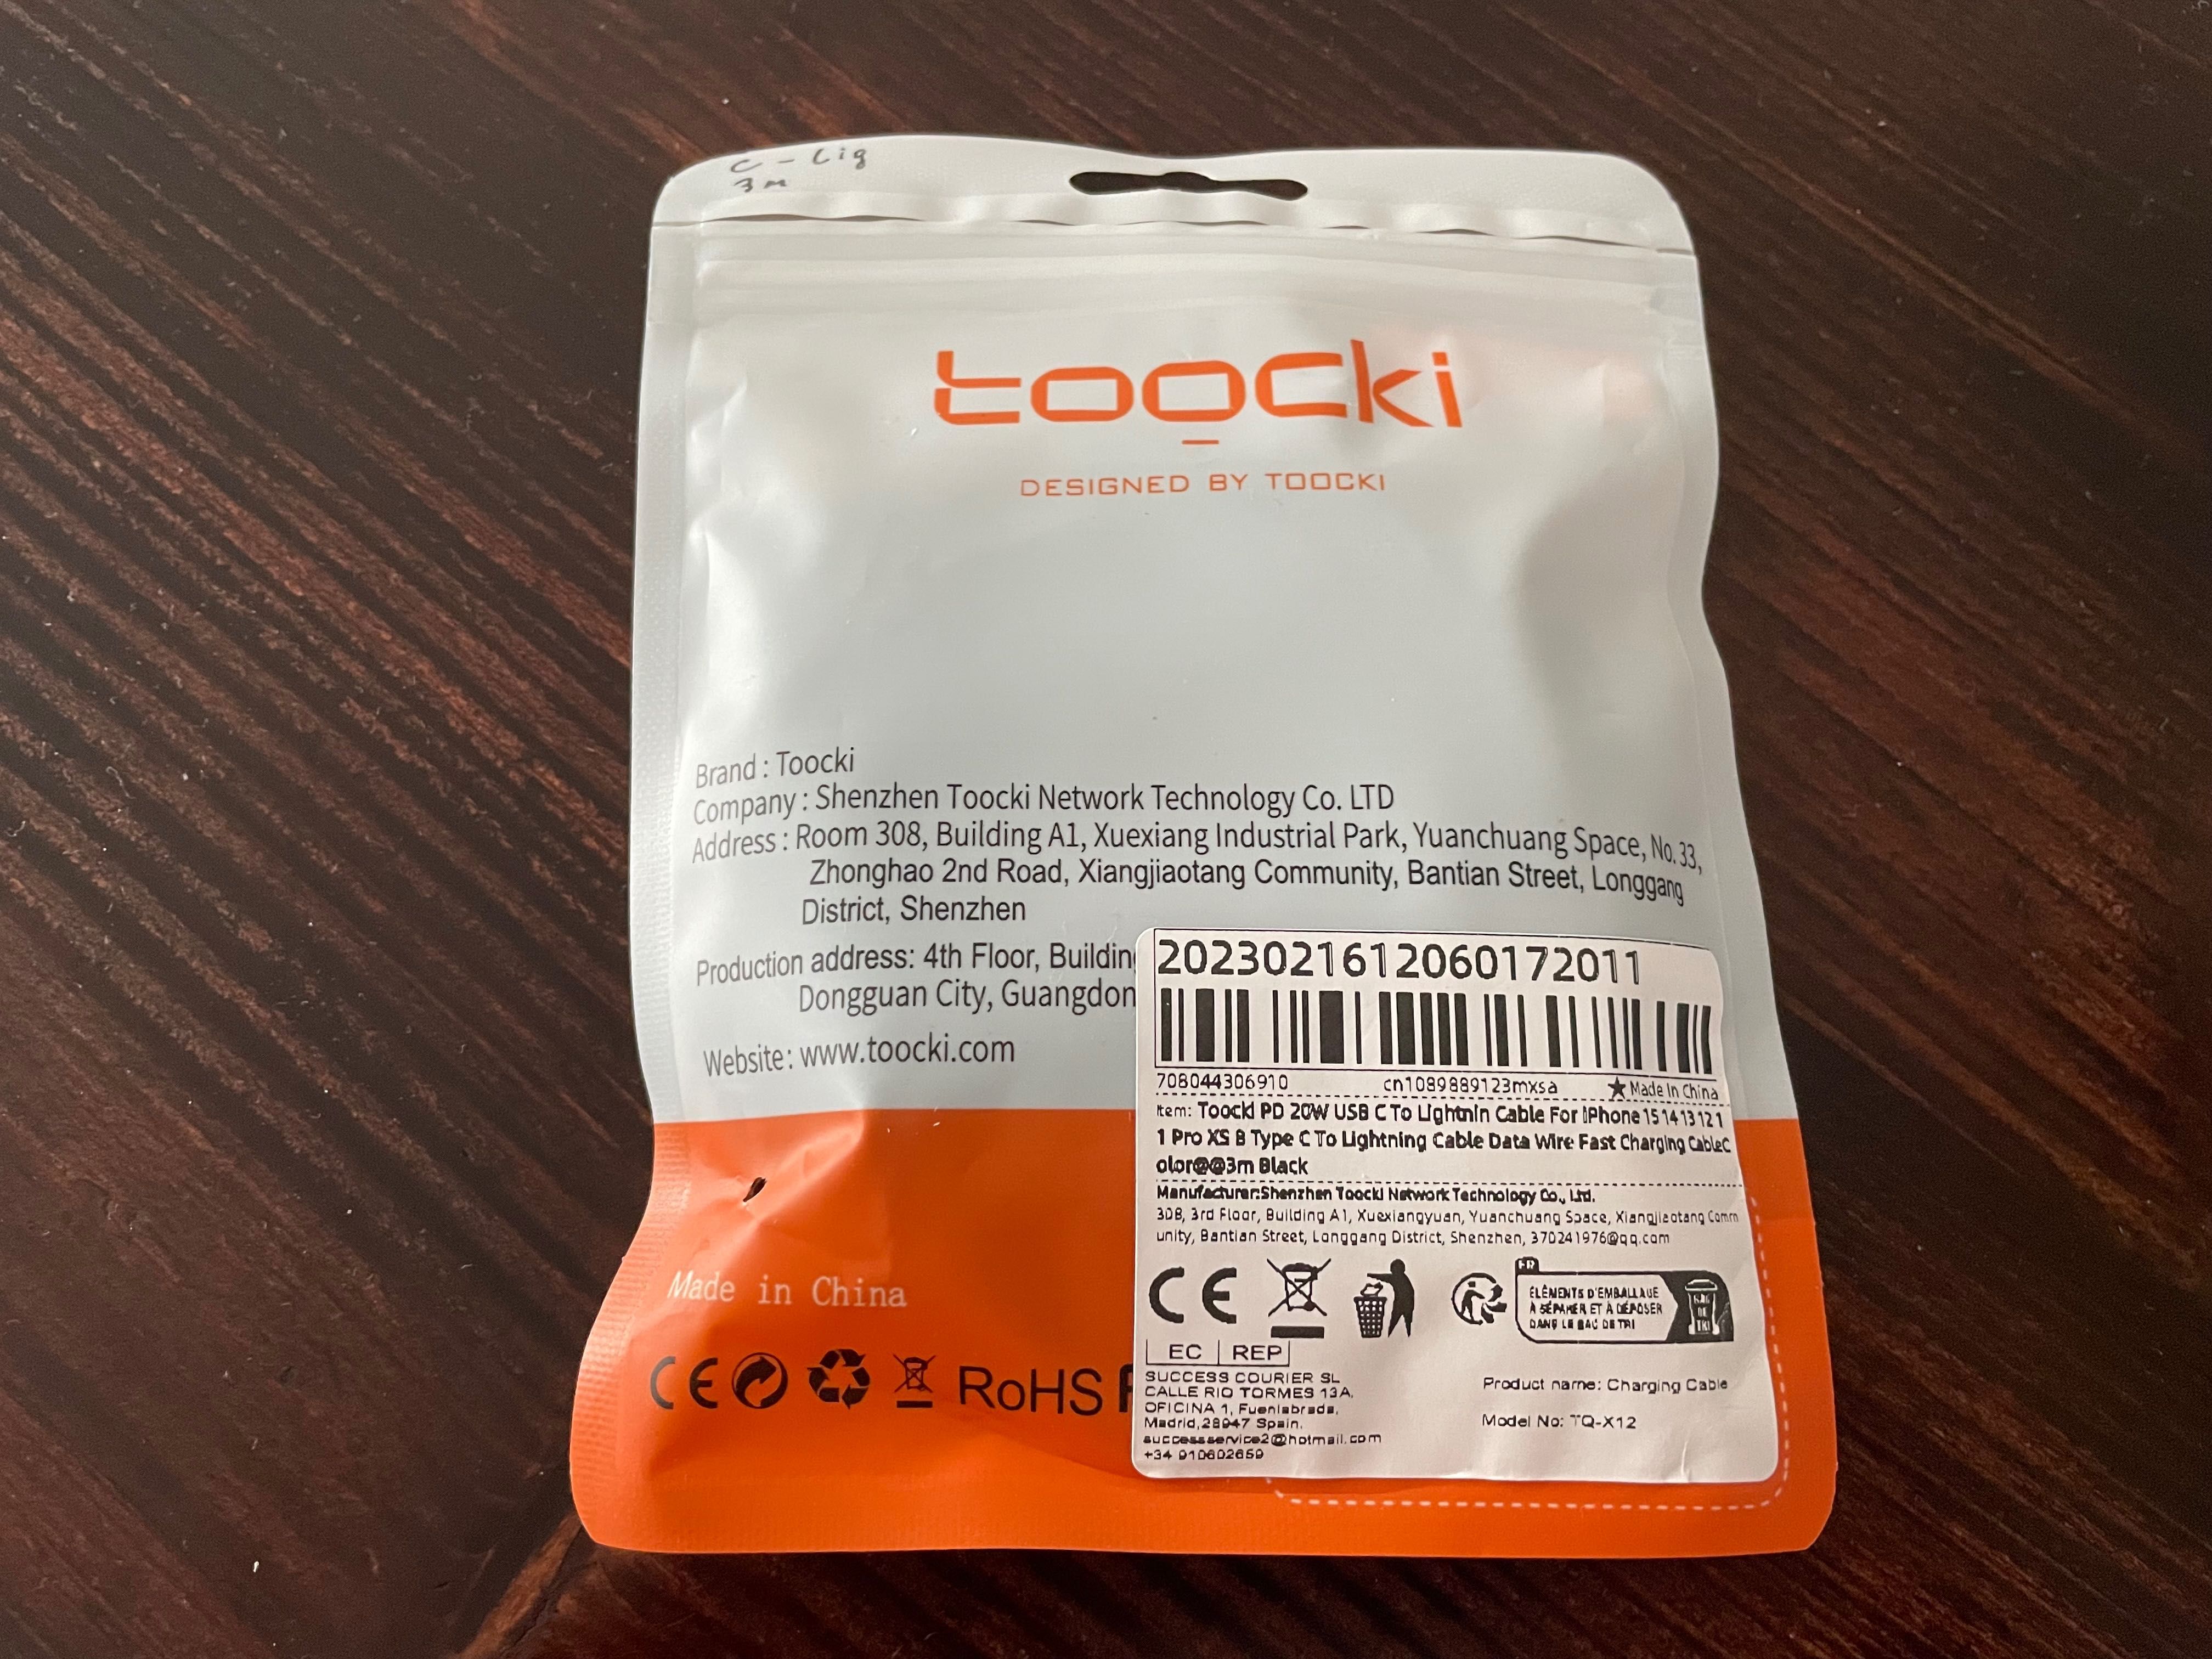 C - Lig
3m
toocki
DESIGNED BY TOOCKI
Brand : Toocki
Company : Shenzhen Toocki Network Technology Co. LTD
Address : Room 308, Building A1, Xuexiang Industrial Park, Yuanchuang Space, No. 33,
Zhonghao 2nd Road, Xiangjiaotang Community, Bantian Street, Longgang
District, Shenzhen
Production address: 4th Floor, Building
Dongguan City, Guangdon
Website: www.toocki.com
Made in China
CE RoHS
2023021612060172011
708044306910 cn1089889123mxsa ★ Made In China
Item: Toocki PD 20W USB C To Lightnin Cable For iPhone 15 14 13 12 1
1 Pro XS 8 Type C To Lightning Cable Data Wire Fast Charging CableC
olor@@3m Black
Manufacturer:Shenzhen Toocki Network Technology Co., Ltd.
308, 3rd Floor, Building A1, Xuexiangyuan, Yuanchuang Space, Xiangjiaotang Comm
unity, Bantian Street, Longgang District, Shenzhen, 370241976@qq.com
CE
FR
ÉLÉMENTS D'EMBALLAGE
À SÉPARER ET À DÉPOSER
DANS LE BAC DE TRI
BAC
DE
TRI
EC REP
SUCCESS COURIER SL
CALLE RIO TORMES 13A,
OFICINA 1, Fuenlabrada,
Madrid,28947 Spain.
successservice2@hotmail.com
+34 910602659
Product name: Charging Cable
Model No: TQ-X12